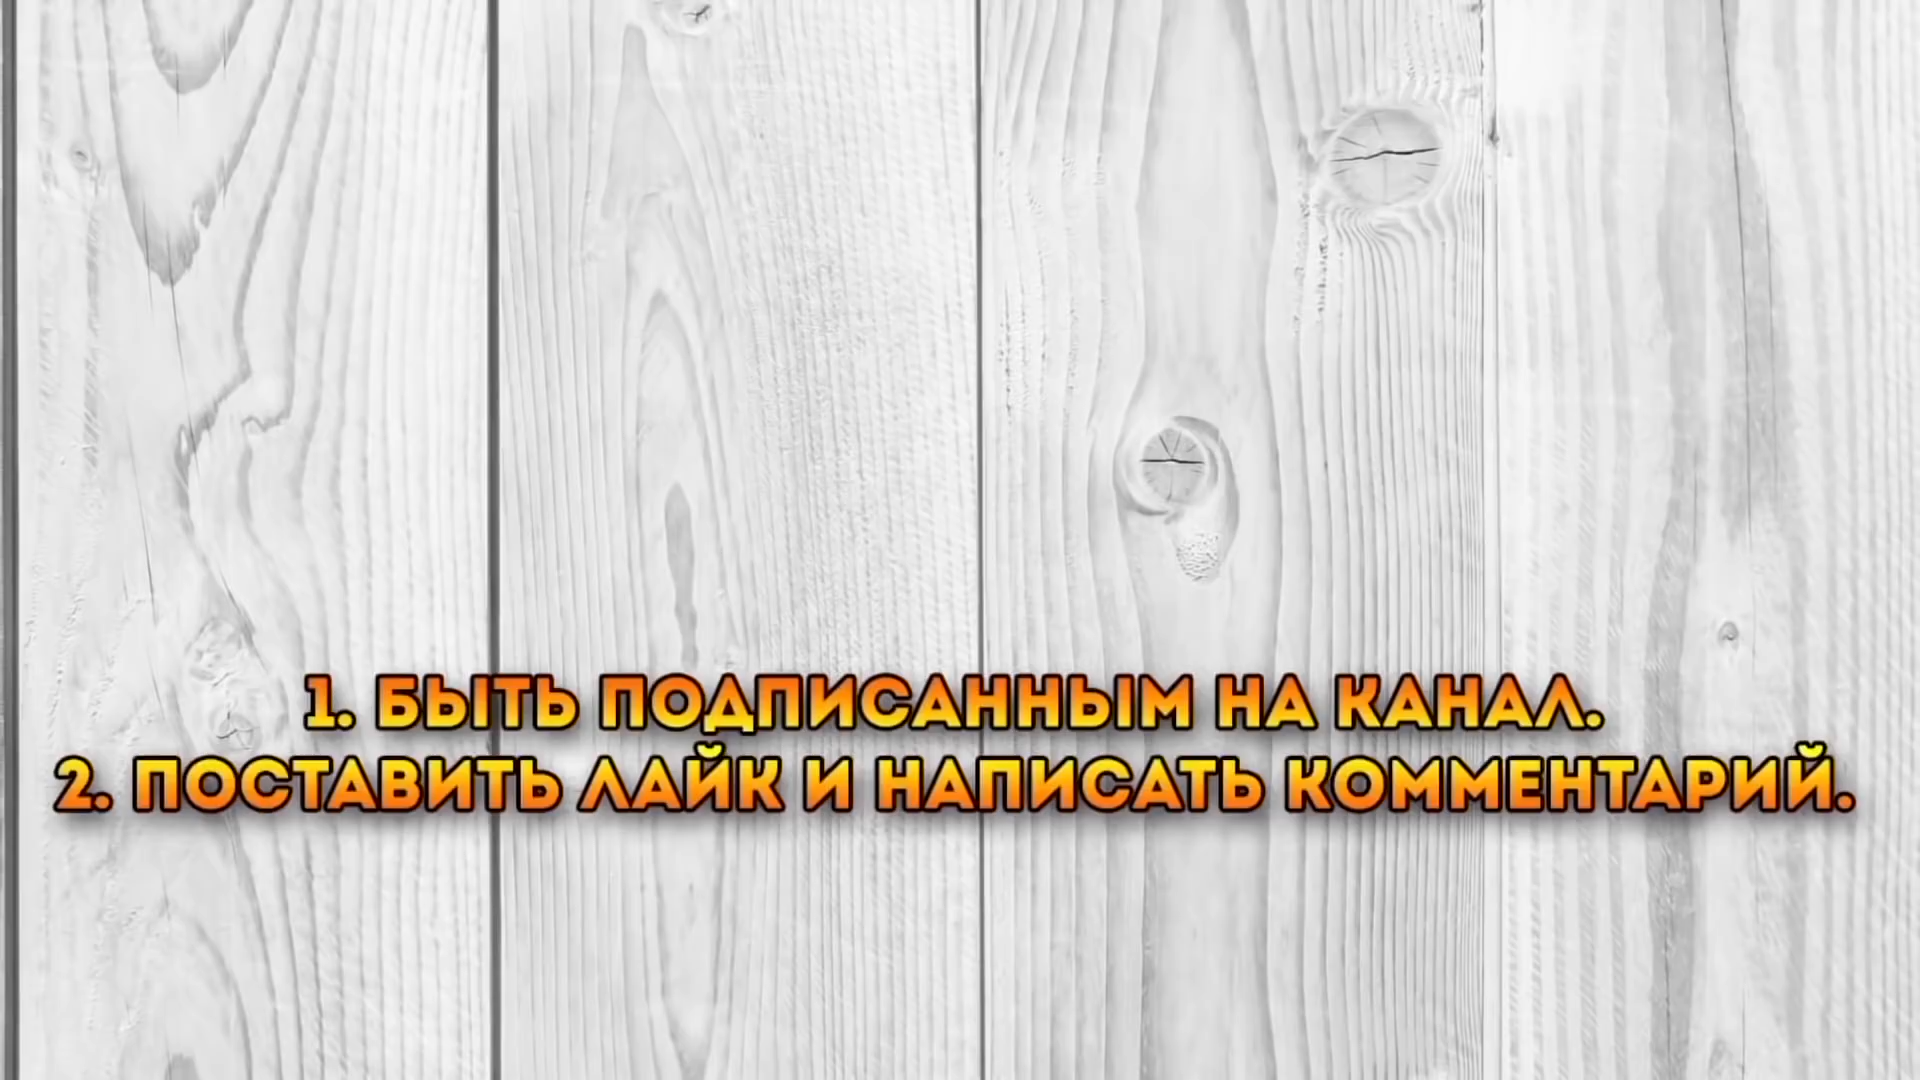 1. БЫТЬ ПОДПИСАННЫМ НА КАНАЛ.
2. ПОСТАВИТЬ ЛАЙК И НАПИСАТЬ КОММЕНТАРИЙ.